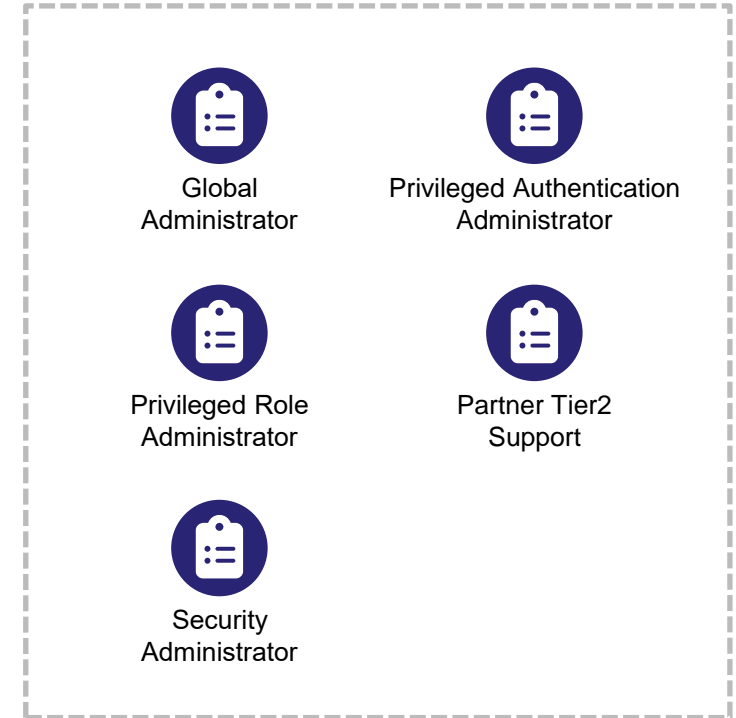 Global
Administrator
Privileged Authentication
Administrator
Privileged Role
Administrator
Partner Tier2
Support
Security
Administrator